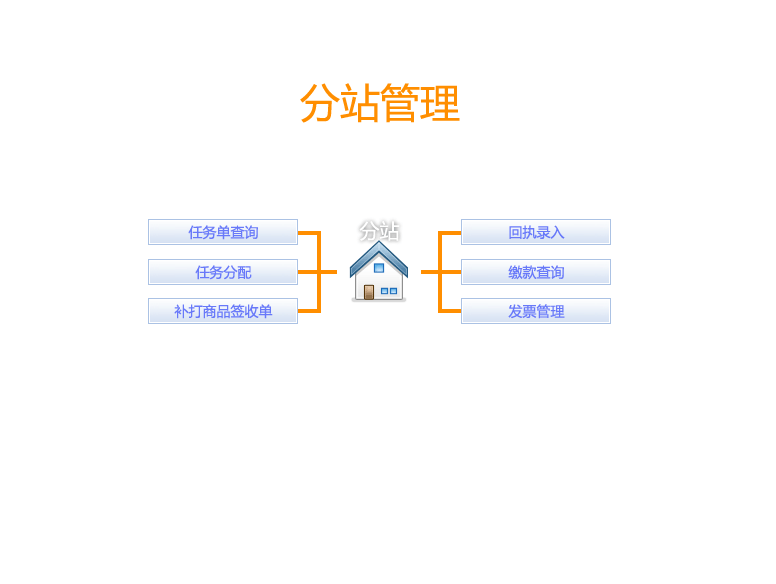 分站管理
分站
任务单查询
任务分配
补打商品签收单
回执录入
缴款查询
发票管理